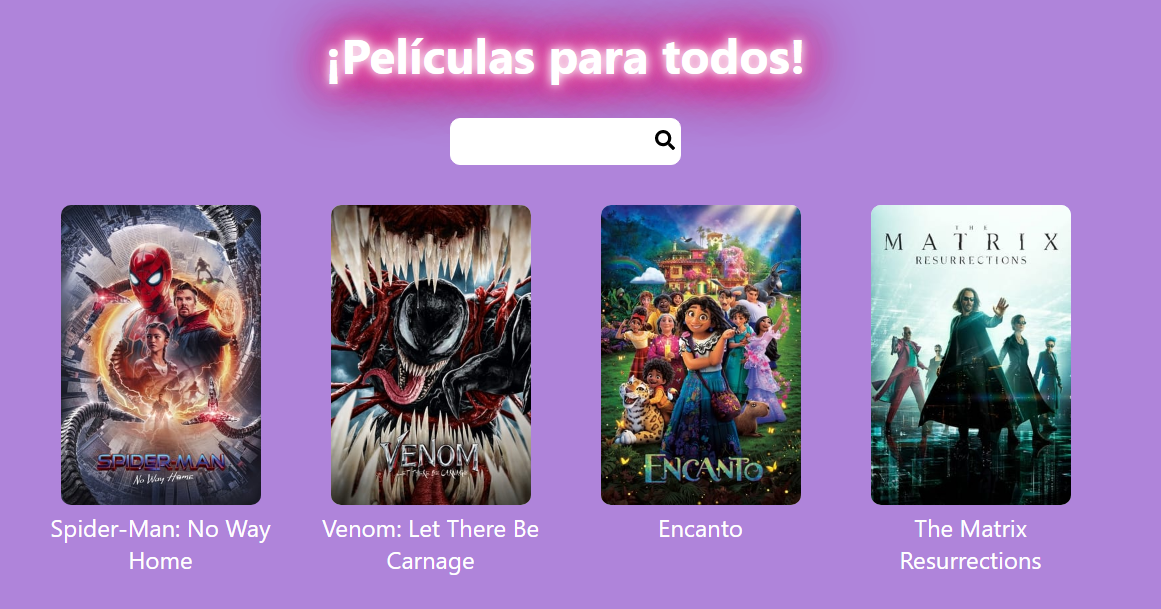 ¡Películas para todos!
THE
MATRIX
RESURRECTIONS
SPIDER-MAN
No Way Home
VENOM
LET THERE BE CARNAGE
ENCANTO
Spider-Man: No Way
Home
Venom: Let There Be
Carnage
Encanto
The Matrix
Resurrections